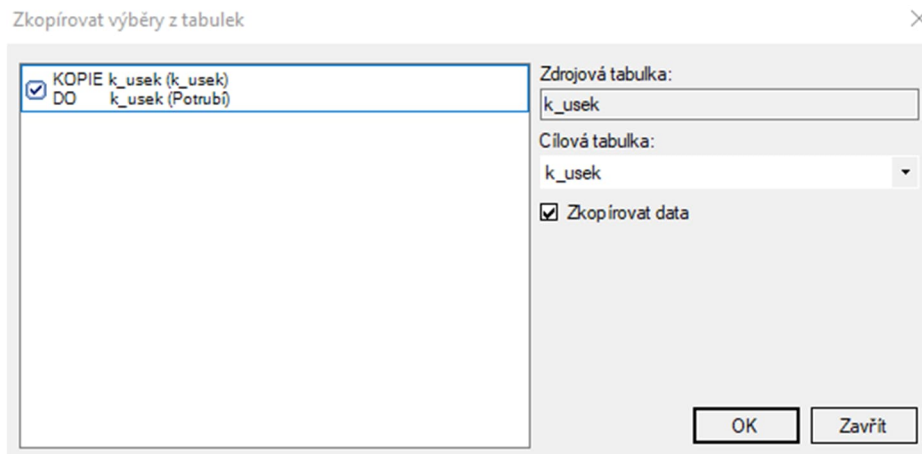 Zkopírovat výběry z tabulek
KOPIE k_usek (k_usek)
DO k_usek (Potrubí)
Zdrojová tabulka:
k_usek
Cílová tabulka:
k_usek
Zkopírovat data
OK
Zavřít